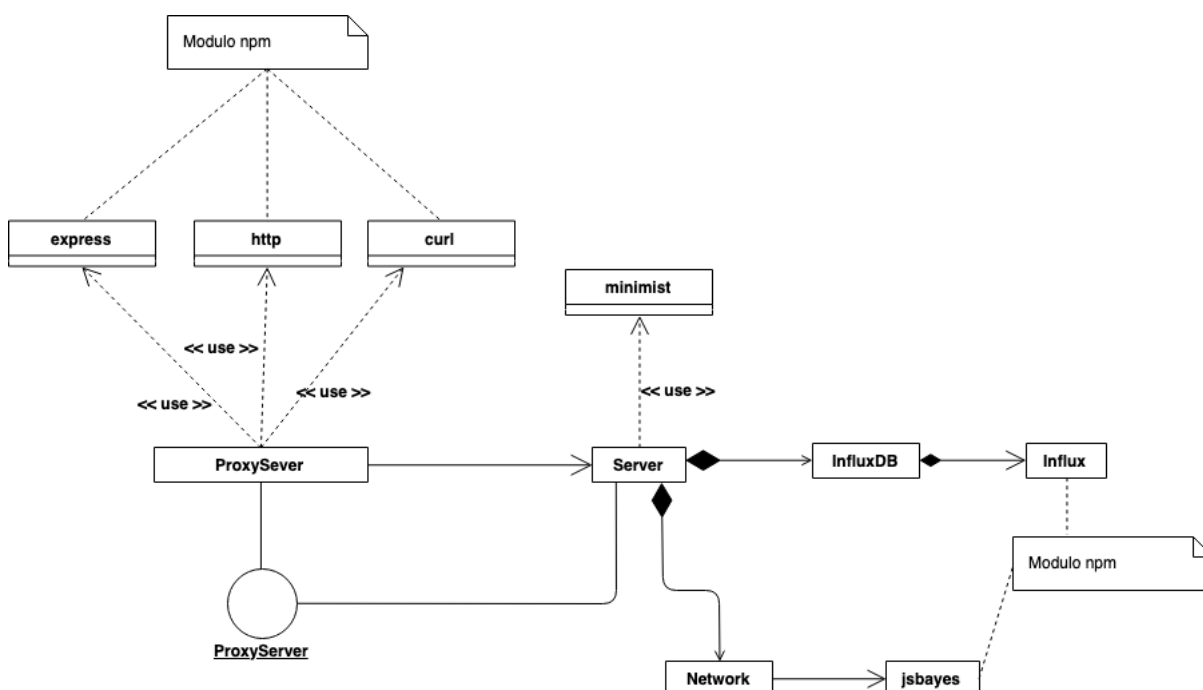 Modulo npm
express
http
curl
minimist
<< use >>
<< use >>
<< use >>
<< use >>
ProxySever
Server
InfluxDB
Influx
Modulo npm
ProxyServer
Network
jsbayes